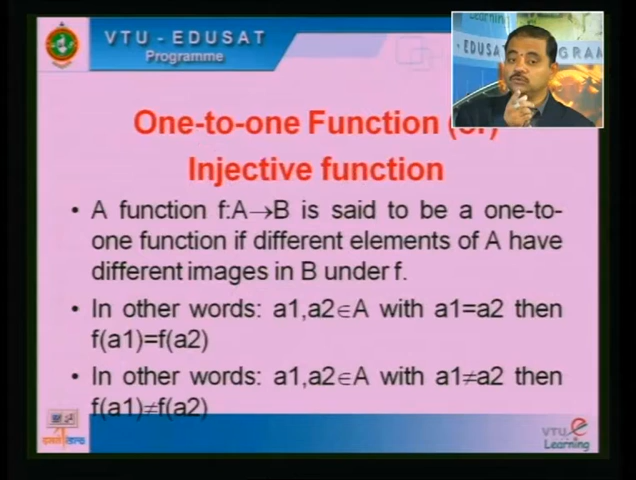 VTU - EDUSAT
Programme
Learning
- EDUSAT PROGRAM
One-to-one Function (or)
Injective function
• A function f:A→B is said to be a one-to-
one function if different elements of A have
different images in B under f.
• In other words: a1,a2∈A with a1=a2 then
f(a1)=f(a2)
• In other words: a1,a2∈A with a1≠a2 then
f(a1)≠f(a2)
VTU e
Learning